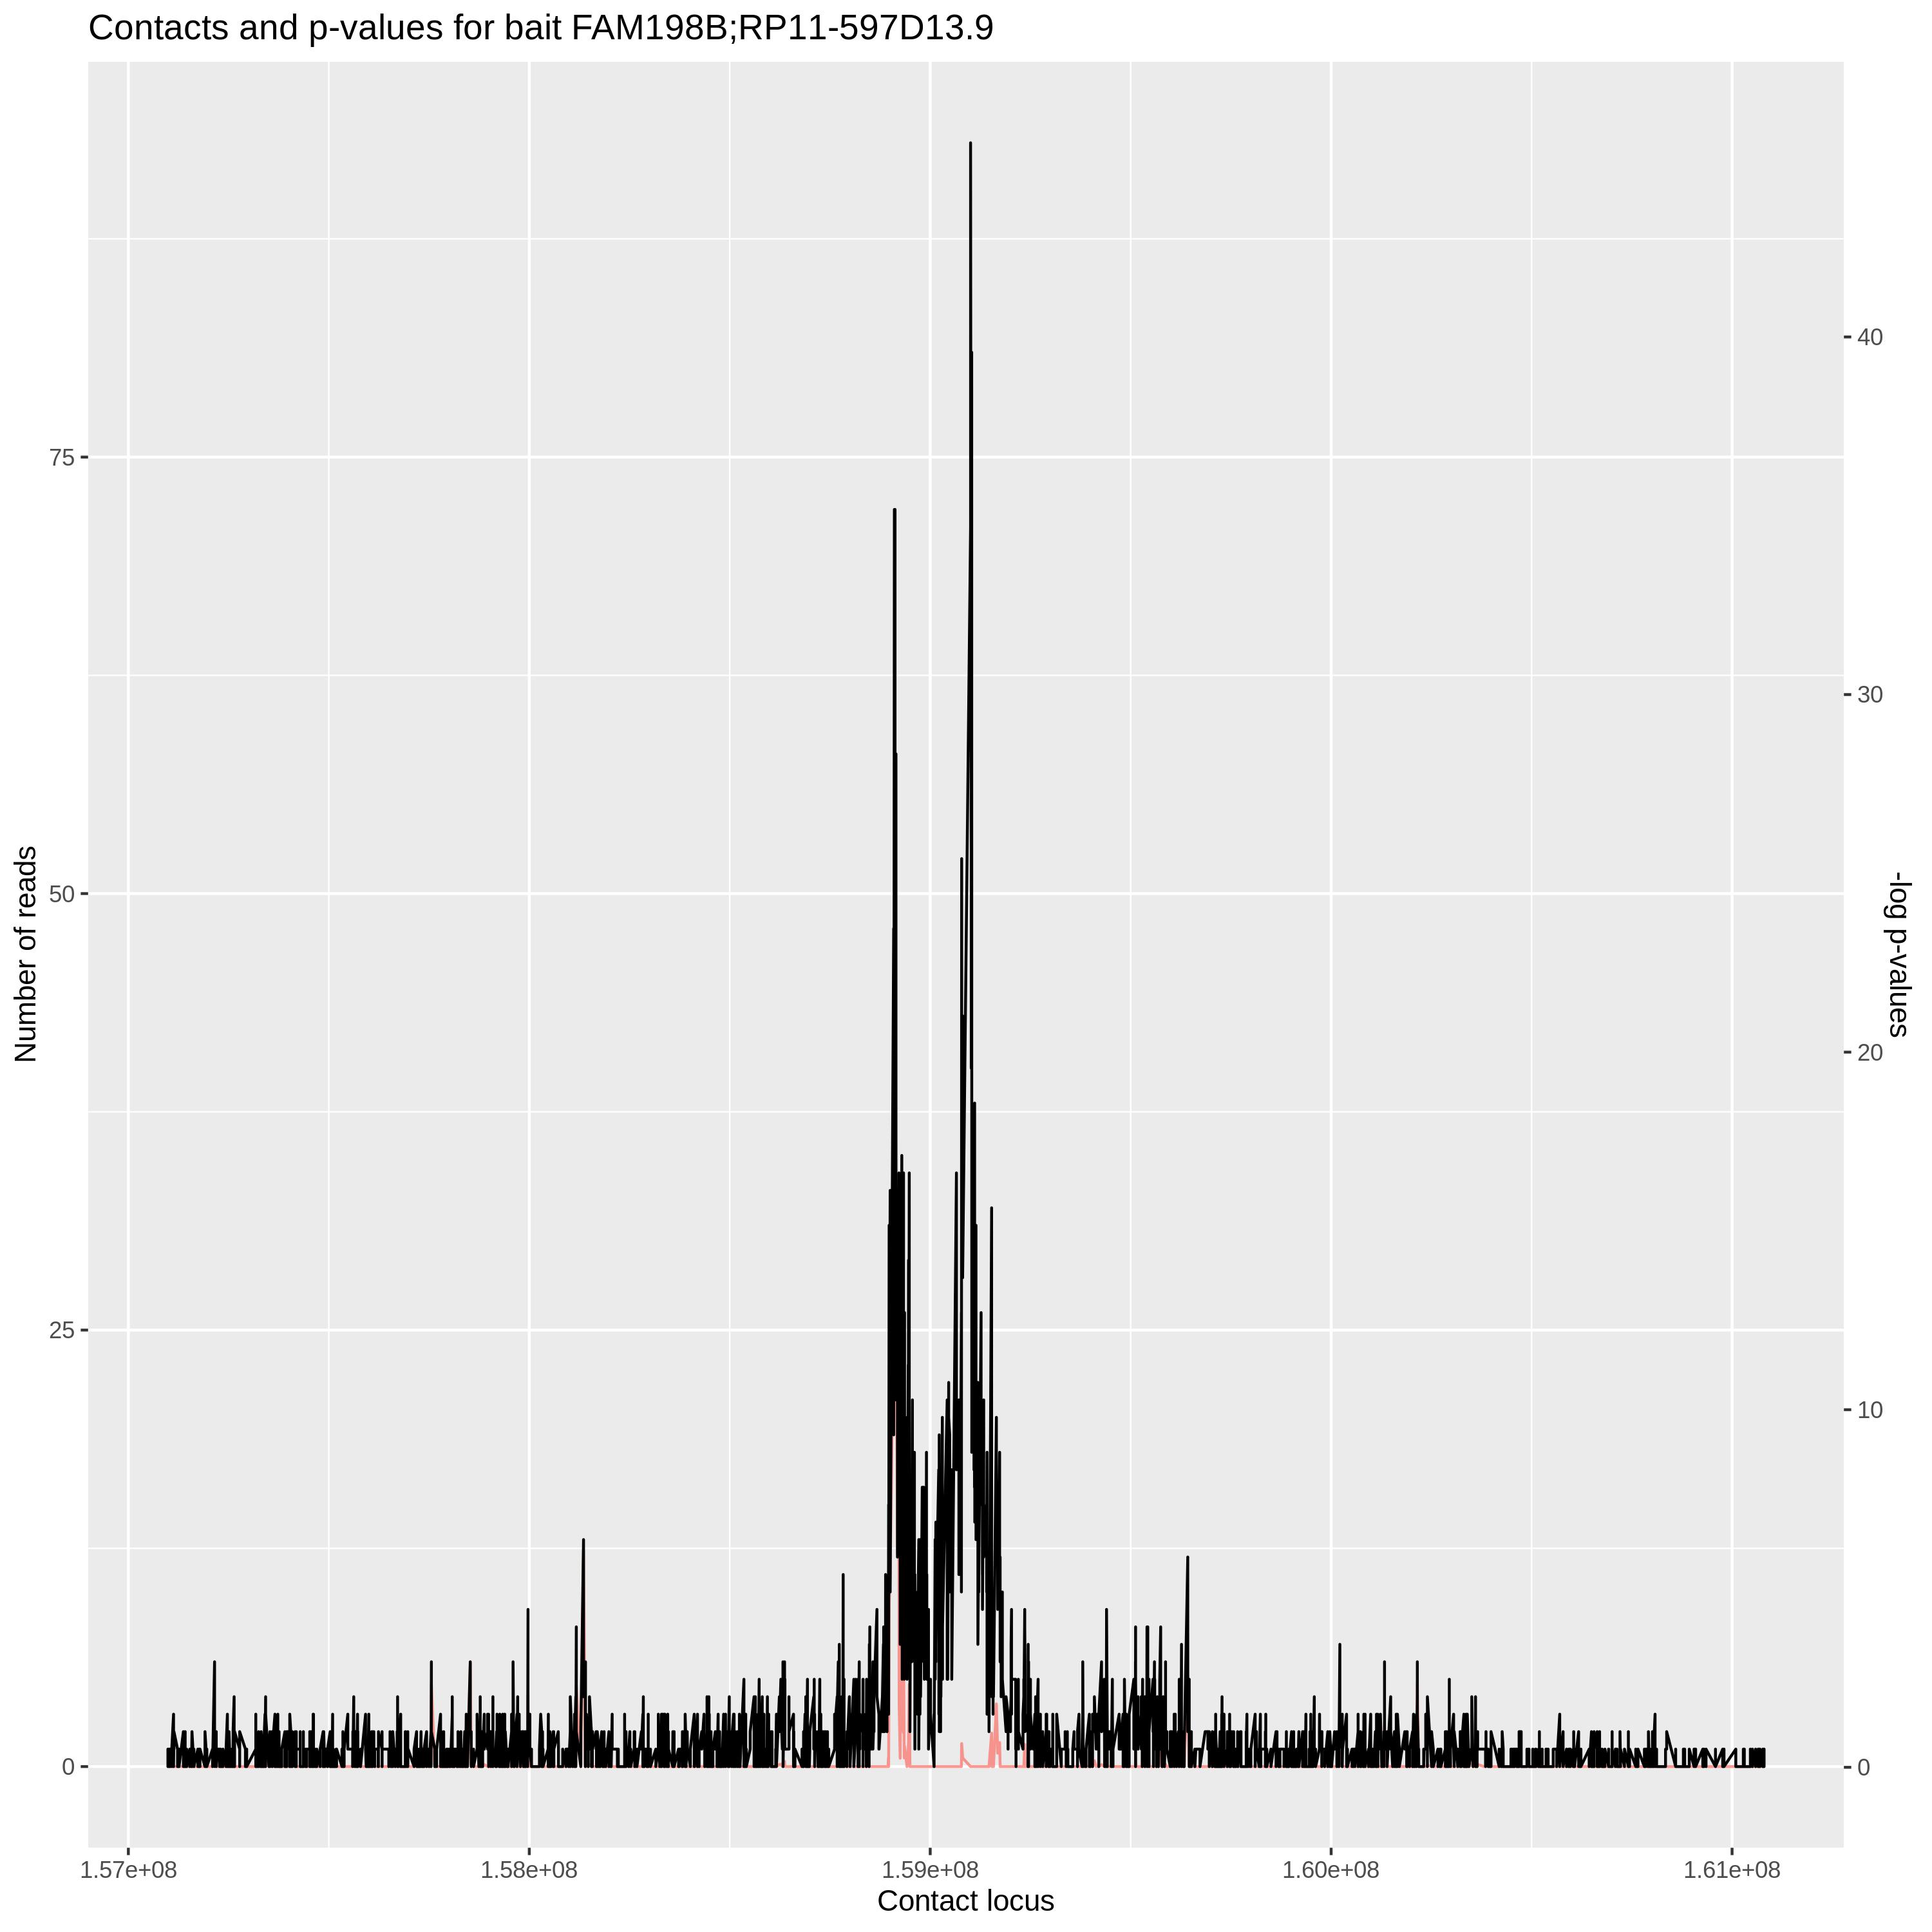 Contacts and p-values for bait FAM198B;RP11-597D13.9
Number of reads
75
50
25
0
40
30
20
10
0
-log p-values
1.57e+08
1.58e+08
1.59e+08
1.60e+08
1.61e+08
Contact locus